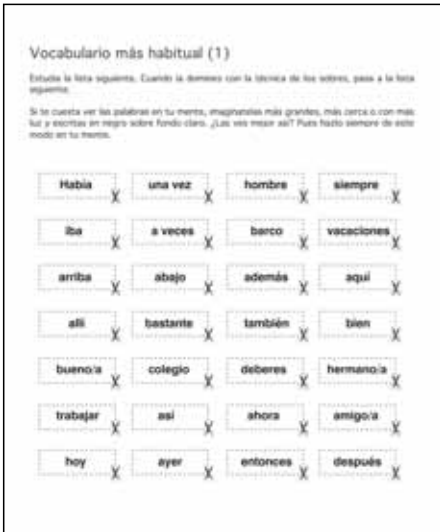 Vocabulario más habitual (1)
Estudia la lista siguiente. Cuando la domines con la técnica de los sobres, pasa a la lista
siguiente.
Si te cuesta ver las palabras en tu mente, imagínatelas más grandes, más cerca o con más
luz y escritas en negro sobre fondo claro. ¿Las ves mejor así? Pues hazlo siempre de este
modo en tu mente.
Había una vez hombre siempre
iba a veces barco vacaciones
arriba abajo además aquí
allí bastante también bien
bueno/a colegio deberes hermano/a
trabajar así ahora amigo/a
hoy ayer entonces después